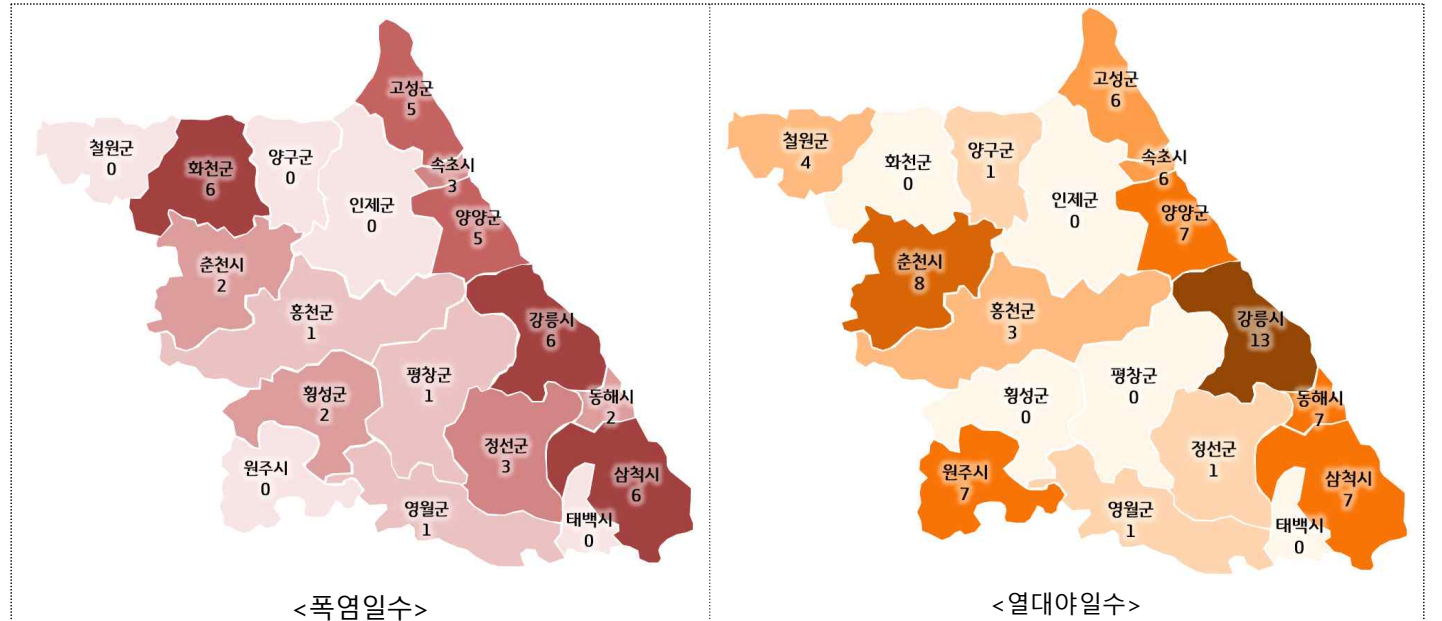 고성군
5
철원군
0
화천군
6
양구군
0
속초시
3
인제군
0
양양군
5
춘천시
2
홍천군
1
강릉시
6
평창군
1
횡성군
2
동해시
2
정선군
3
원주시
0
삼척시
6
영월군
1
태백시
0
<폭염일수>
고성군
6
철원군
4
화천군
0
양구군
1
속초시
6
인제군
0
양양군
7
춘천시
8
홍천군
3
강릉시
13
평창군
0
횡성군
0
동해시
7
정선군
1
원주시
7
삼척시
7
영월군
1
태백시
0
<열대야일수>